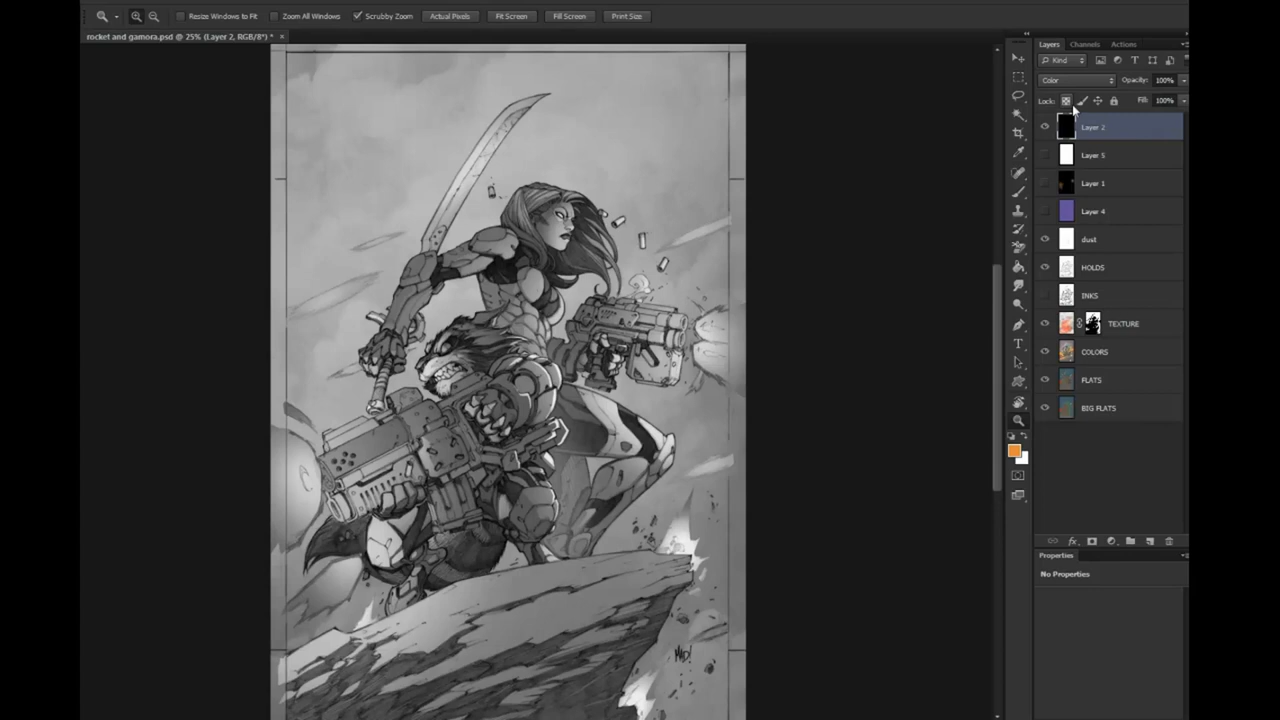 Resize Windows to Fit Zoom All Windows Scrubby Zoom Actual Pixels Fit Screen Fill Screen Print Size
rocket and gamora.psd @ 25% (Layer 2, RGB/8*) * ×
Layers Channels Actions
Kind
Color Opacity: 100%
Lock: Fill: 100%
Layer 2
Layer 5
Layer 1
Layer 4
dust
HOLDS
INKS
TEXTURE
COLORS
FLATS
BIG FLATS
Properties
No Properties
MAD!